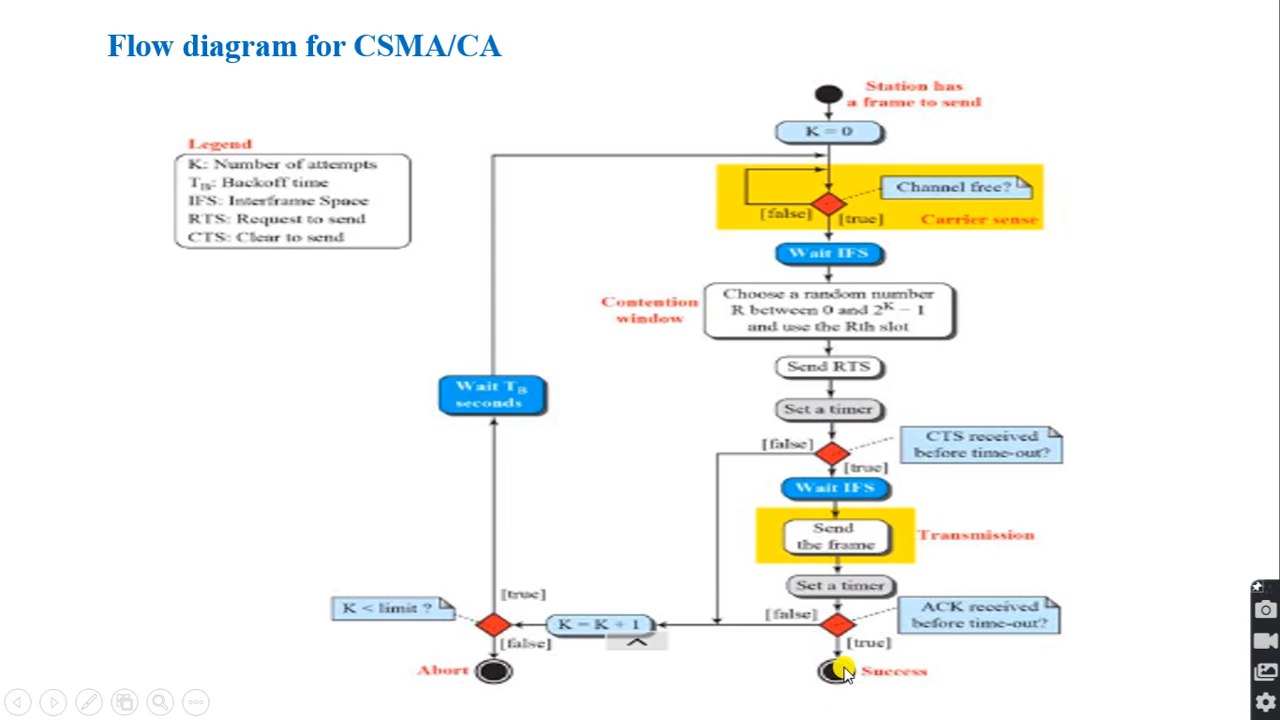 Flow diagram for CSMA/CA
Station has
a frame to send
K = 0
Legend
K: Number of attempts
T_B: Backoff time
IFS: Interframe Space
RTS: Request to send
CTS: Clear to send
Channel free?
[false]
[true]
Carrier sense
Wait IFS
Contention
window
Choose a random number
R between 0 and 2^K − 1
and use the Rth slot
Send RTS
Wait T_B
seconds
Set a timer
[false]
CTS received
before time-out?
[true]
Wait IFS
Send
the frame
Transmission
Set a timer
[true]
K < limit ?
[false]
K = K + 1
[false]
ACK received
before time-out?
[true]
Abort
Success